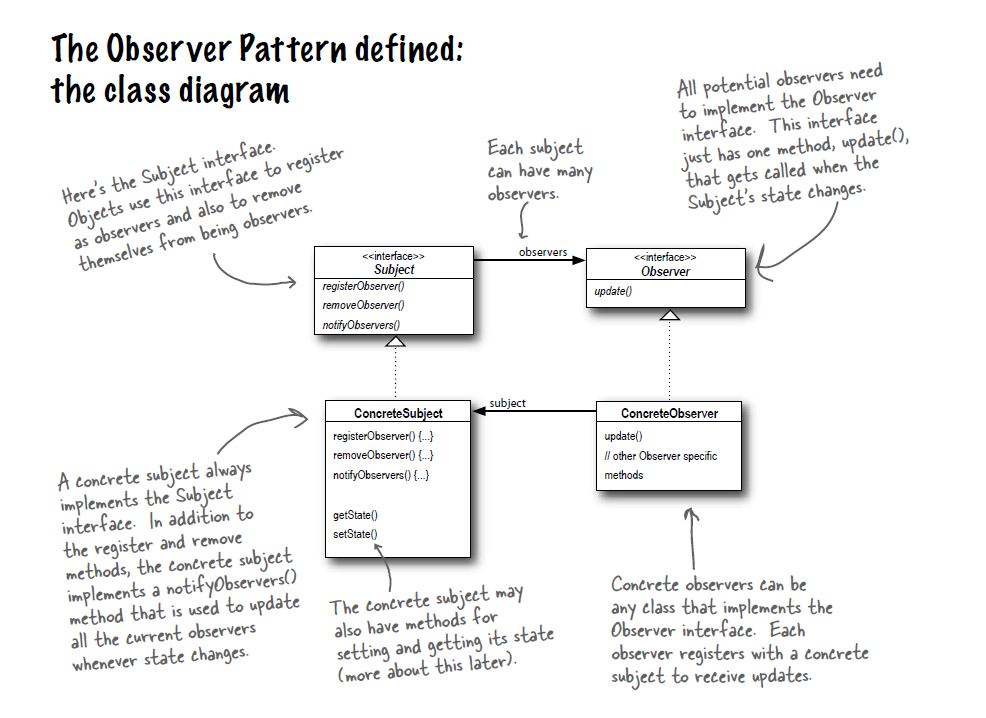 The Observer Pattern defined:
the class diagram
Here's the Subject interface.
Objects use this interface to register
as observers and also to remove
themselves from being observers.
Each subject
can have many
observers.
All potential observers need
to implement the Observer
interface. This interface
just has one method, update(),
that gets called when the
Subject's state changes.
<<interface>>
Subject
registerObserver()
removeObserver()
notifyObservers()
observers
<<interface>>
Observer
update()
ConcreteSubject
registerObserver() {...}
removeObserver() {...}
notifyObservers() {...}
getState()
setState()
subject
ConcreteObserver
update()
// other Observer specific
methods
A concrete subject always
implements the Subject
interface. In addition to
the register and remove
methods, the concrete subject
implements a notifyObservers()
method that is used to update
all the current observers
whenever state changes.
The concrete subject may
also have methods for
setting and getting its state
(more about this later).
Concrete observers can be
any class that implements the
Observer interface. Each
observer registers with a concrete
subject to receive updates.